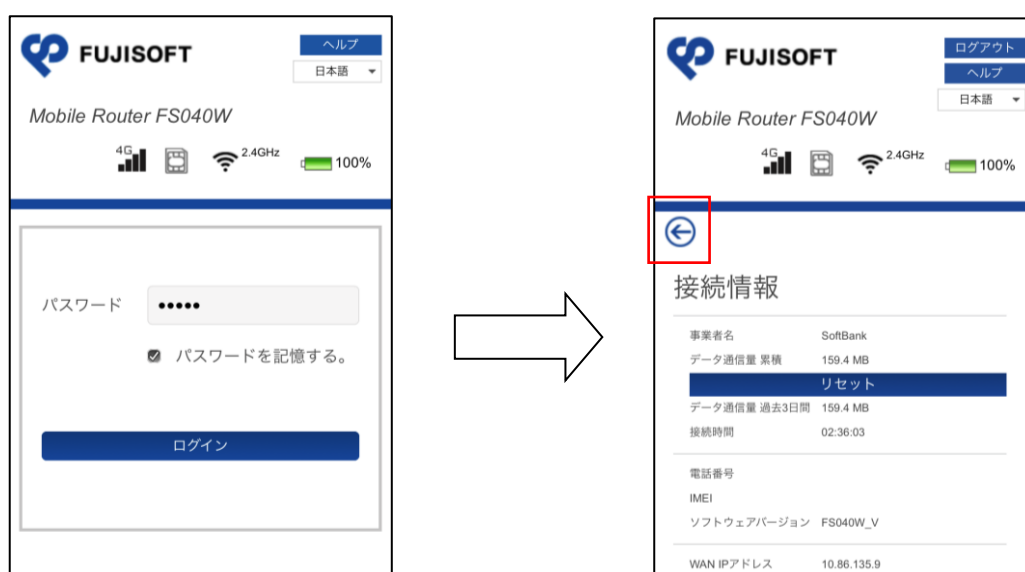 FUJISOFT
ヘルプ
日本語
Mobile Router FS040W
4G
2.4GHz
100%
パスワード
•••••
パスワードを記憶する。
ログイン
FUJISOFT
ログアウト
ヘルプ
日本語
Mobile Router FS040W
4G
2.4GHz
100%
接続情報
事業者名 SoftBank
データ通信量 累積 159.4 MB
リセット
データ通信量 過去3日間 159.4 MB
接続時間 02:36:03
電話番号
IMEI
ソフトウェアバージョン FS040W_V
WAN IPアドレス 10.86.135.9